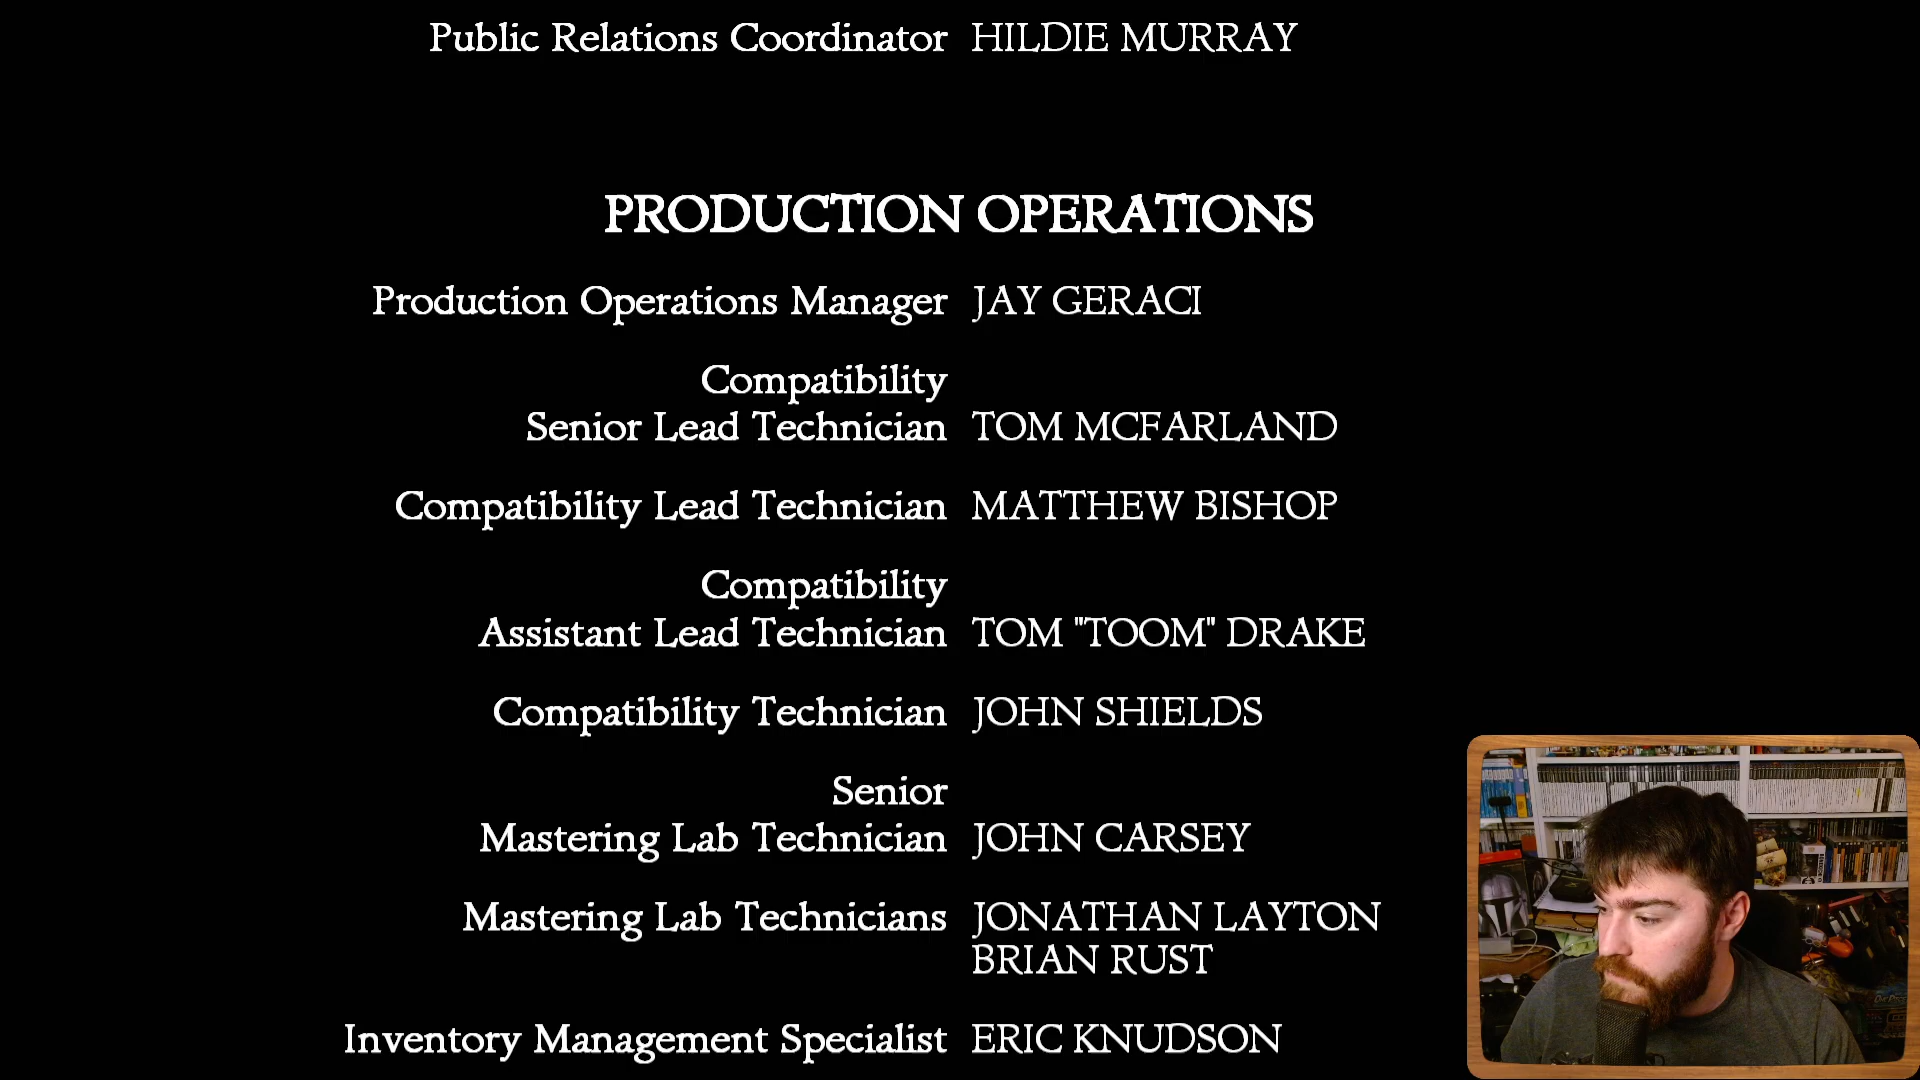 Public Relations Coordinator HILDIE MURRAY
PRODUCTION OPERATIONS
Production Operations Manager JAY GERACI
Compatibility
Senior Lead Technician TOM MCFARLAND
Compatibility Lead Technician MATTHEW BISHOP
Compatibility
Assistant Lead Technician TOM "TOOM" DRAKE
Compatibility Technician JOHN SHIELDS
Senior
Mastering Lab Technician JOHN CARSEY
Mastering Lab Technicians JONATHAN LAYTON
BRIAN RUST
Inventory Management Specialist ERIC KNUDSON